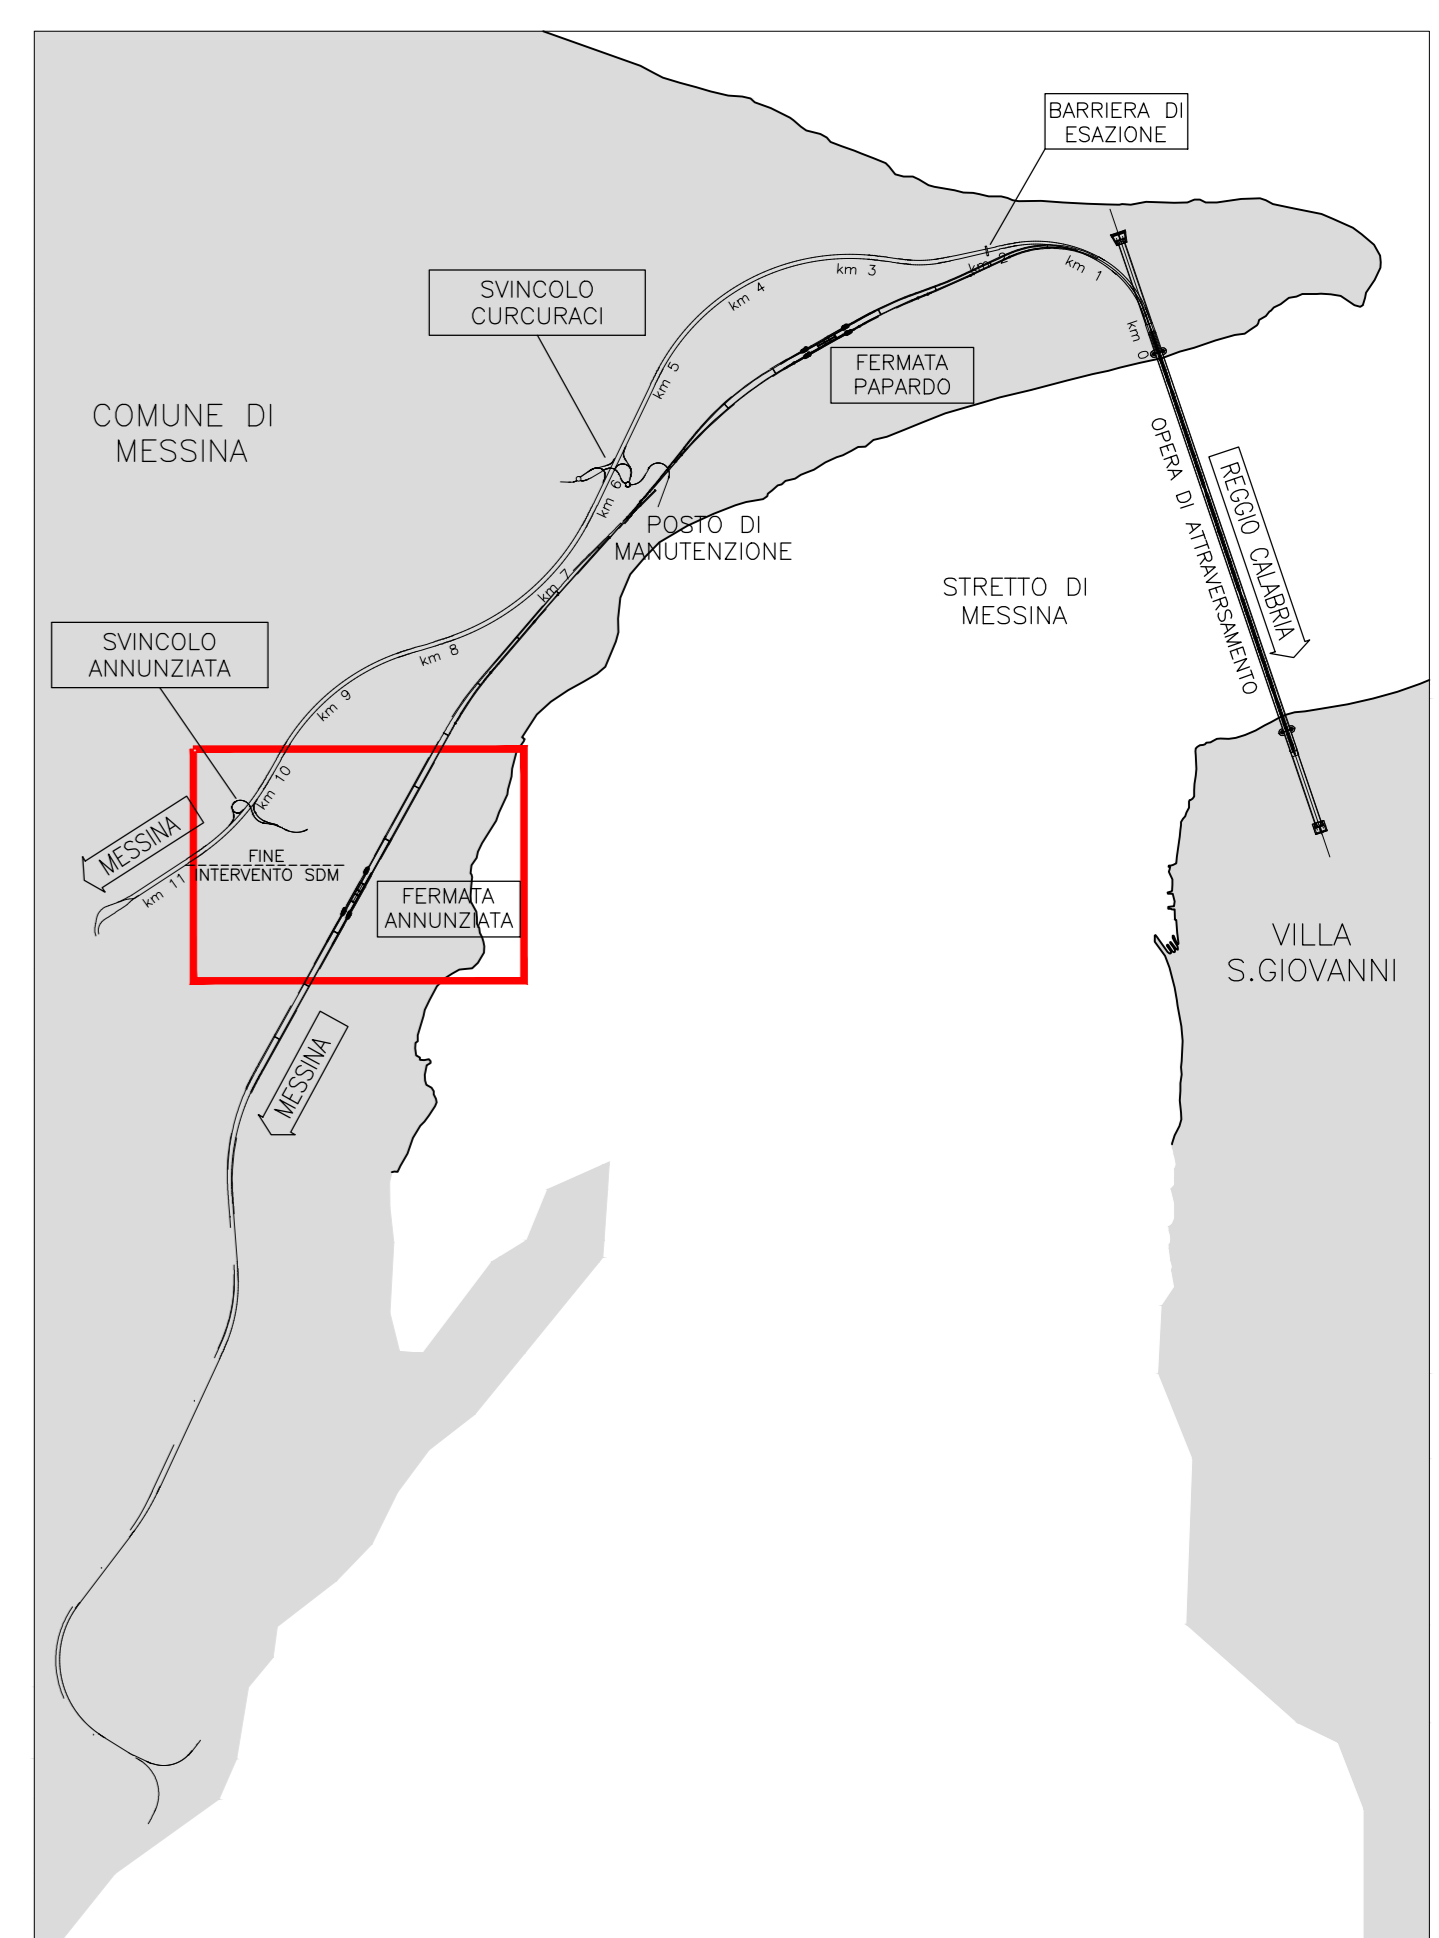 BARRIERA DI
ESAZIONE
SVINCOLO
CURCURACI
km 4
km 3
km 2
km 1
km 0
FERMATA
PAPARDO
km 5
COMUNE DI
MESSINA
km 6
POSTO DI
MANUTENZIONE
OPERA DI ATTRAVERSAMENTO
REGGIO CALABRIA
STRETTO DI
MESSINA
km 7
SVINCOLO
ANNUNZIATA
km 8
km 9
km 10
MESSINA
FINE
INTERVENTO SDM
km 11
FERMATA
ANNUNZIATA
VILLA
S.GIOVANNI
MESSINA